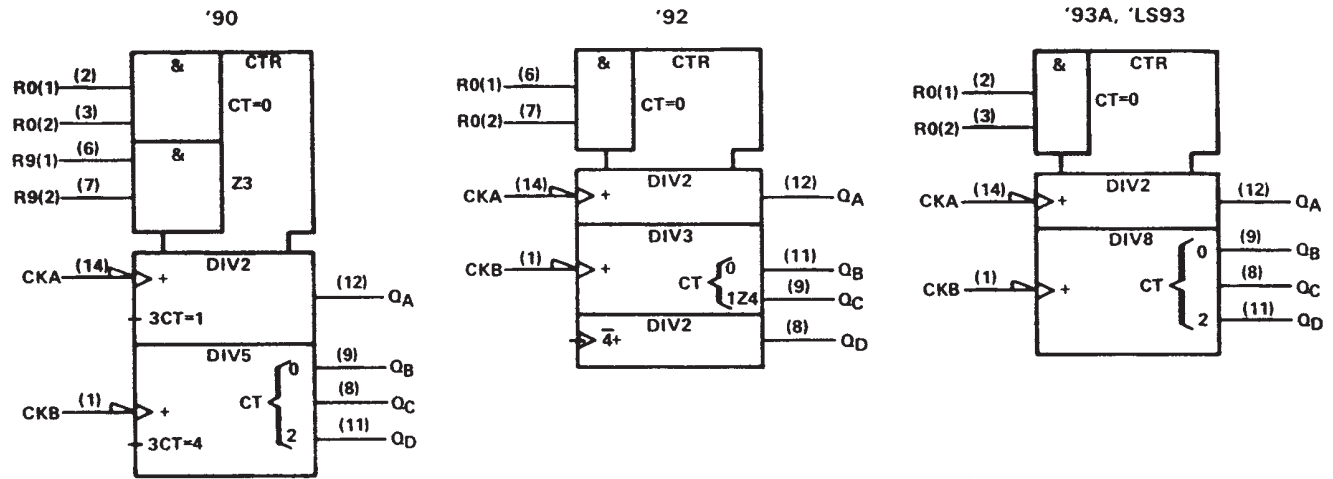 '90
&
CTR
R0(1) (2)
CT=0
R0(2) (3)
R9(1) (6)
&
Z3
R9(2) (7)
DIV2
CKA (14) +
(12) QA
3CT=1
DIV5
0 (9) QB
CKB (1) +
CT (8) QC
3CT=4
2 (11) QD
'92
&
CTR
R0(1) (6)
CT=0
R0(2) (7)
DIV2
CKA (14) +
(12) QA
DIV3
CKB (1) +
0 (11) QB
CT
1Z4 (9) QC
DIV2
4+
(8) QD
'93A, 'LS93
&
CTR
R0(1) (2)
CT=0
R0(2) (3)
DIV2
CKA (14) +
(12) QA
DIV8
0 (9) QB
CKB (1) +
CT (8) QC
2 (11) QD